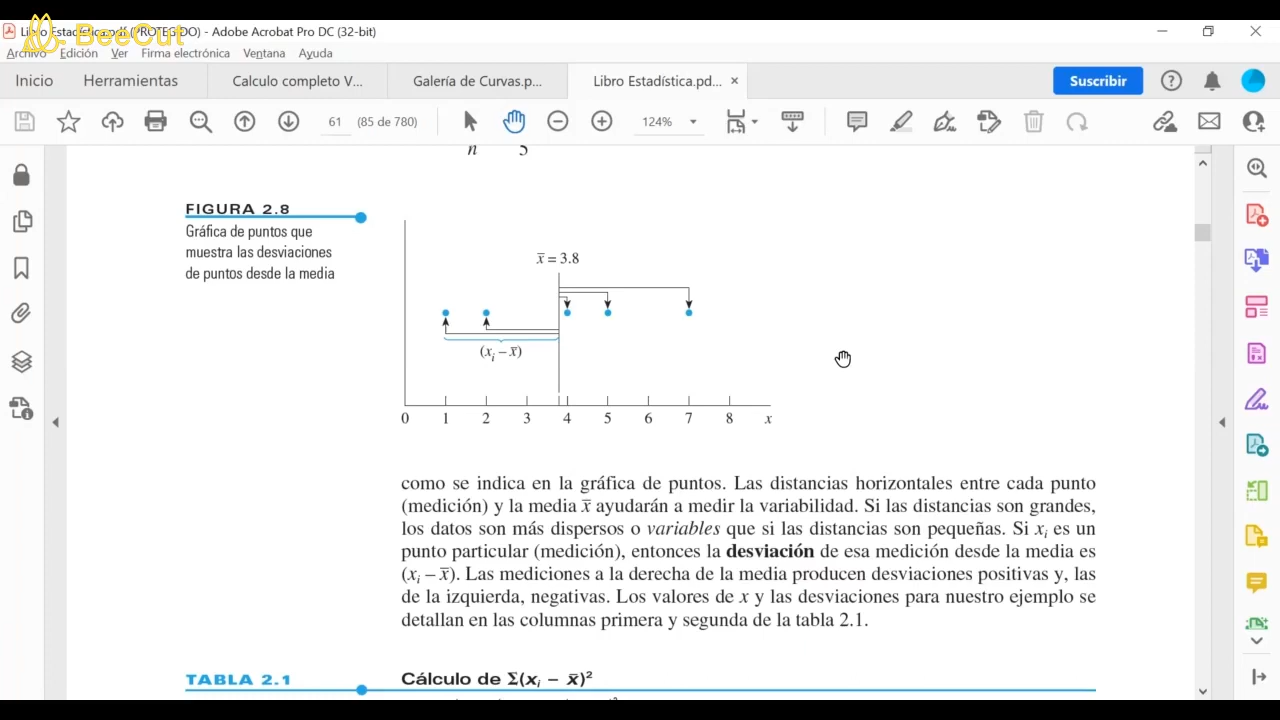 Libro Estadística.pdf (PROTEGIDO) - Adobe Acrobat Pro DC (32-bit)
BeeCut
Archivo Edición Ver Firma electrónica Ventana Ayuda
Inicio Herramientas Calculo completo V... Galería de Curvas.p... Libro Estadística.pd... × Suscribir
61 (85 de 780) 124%
n 5
FIGURA 2.8
Gráfica de puntos que
muestra las desviaciones
de puntos desde la media
x̄ = 3.8
(xᵢ – x̄)
0 1 2 3 4 5 6 7 8 x
como se indica en la gráfica de puntos. Las distancias horizontales entre cada punto
(medición) y la media x̄ ayudarán a medir la variabilidad. Si las distancias son grandes,
los datos son más dispersos o variables que si las distancias son pequeñas. Si xᵢ es un
punto particular (medición), entonces la desviación de esa medición desde la media es
(xᵢ – x̄). Las mediciones a la derecha de la media producen desviaciones positivas y, las
de la izquierda, negativas. Los valores de x y las desviaciones para nuestro ejemplo se
detallan en las columnas primera y segunda de la tabla 2.1.
TABLA 2.1 Cálculo de Σ(xᵢ – x̄)²